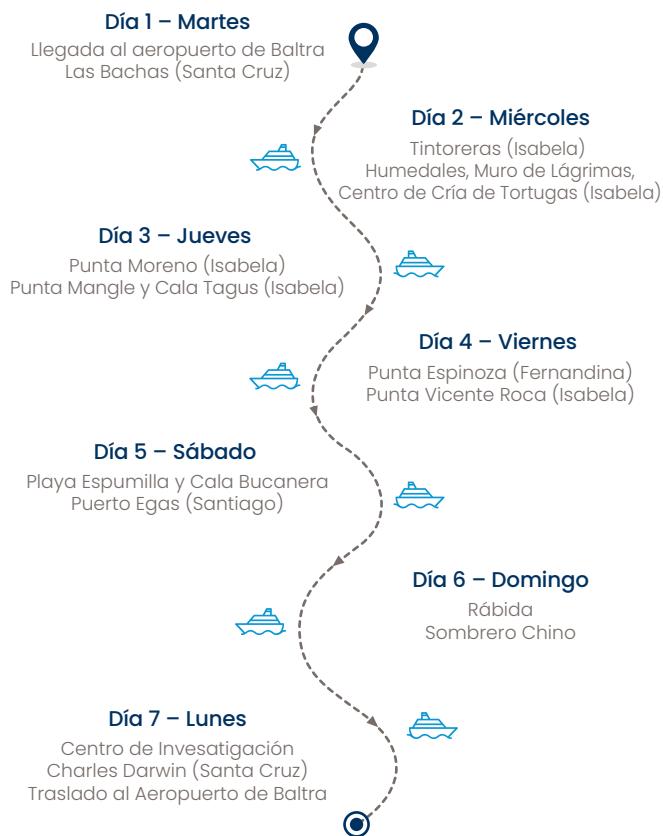 Día 1 – Martes
Llegada al aeropuerto de Baltra
Las Bachas (Santa Cruz)
Día 2 – Miércoles
Tintoreras (Isabela)
Humedales, Muro de Lágrimas,
Centro de Cría de Tortugas (Isabela)
Día 3 – Jueves
Punta Moreno (Isabela)
Punta Mangle y Cala Tagus (Isabela)
Día 4 – Viernes
Punta Espinoza (Fernandina)
Punta Vicente Roca (Isabela)
Día 5 – Sábado
Playa Espumilla y Cala Bucanera
Puerto Egas (Santiago)
Día 6 – Domingo
Rábida
Sombrero Chino
Día 7 – Lunes
Centro de Invesatigación
Charles Darwin (Santa Cruz)
Traslado al Aeropuerto de Baltra